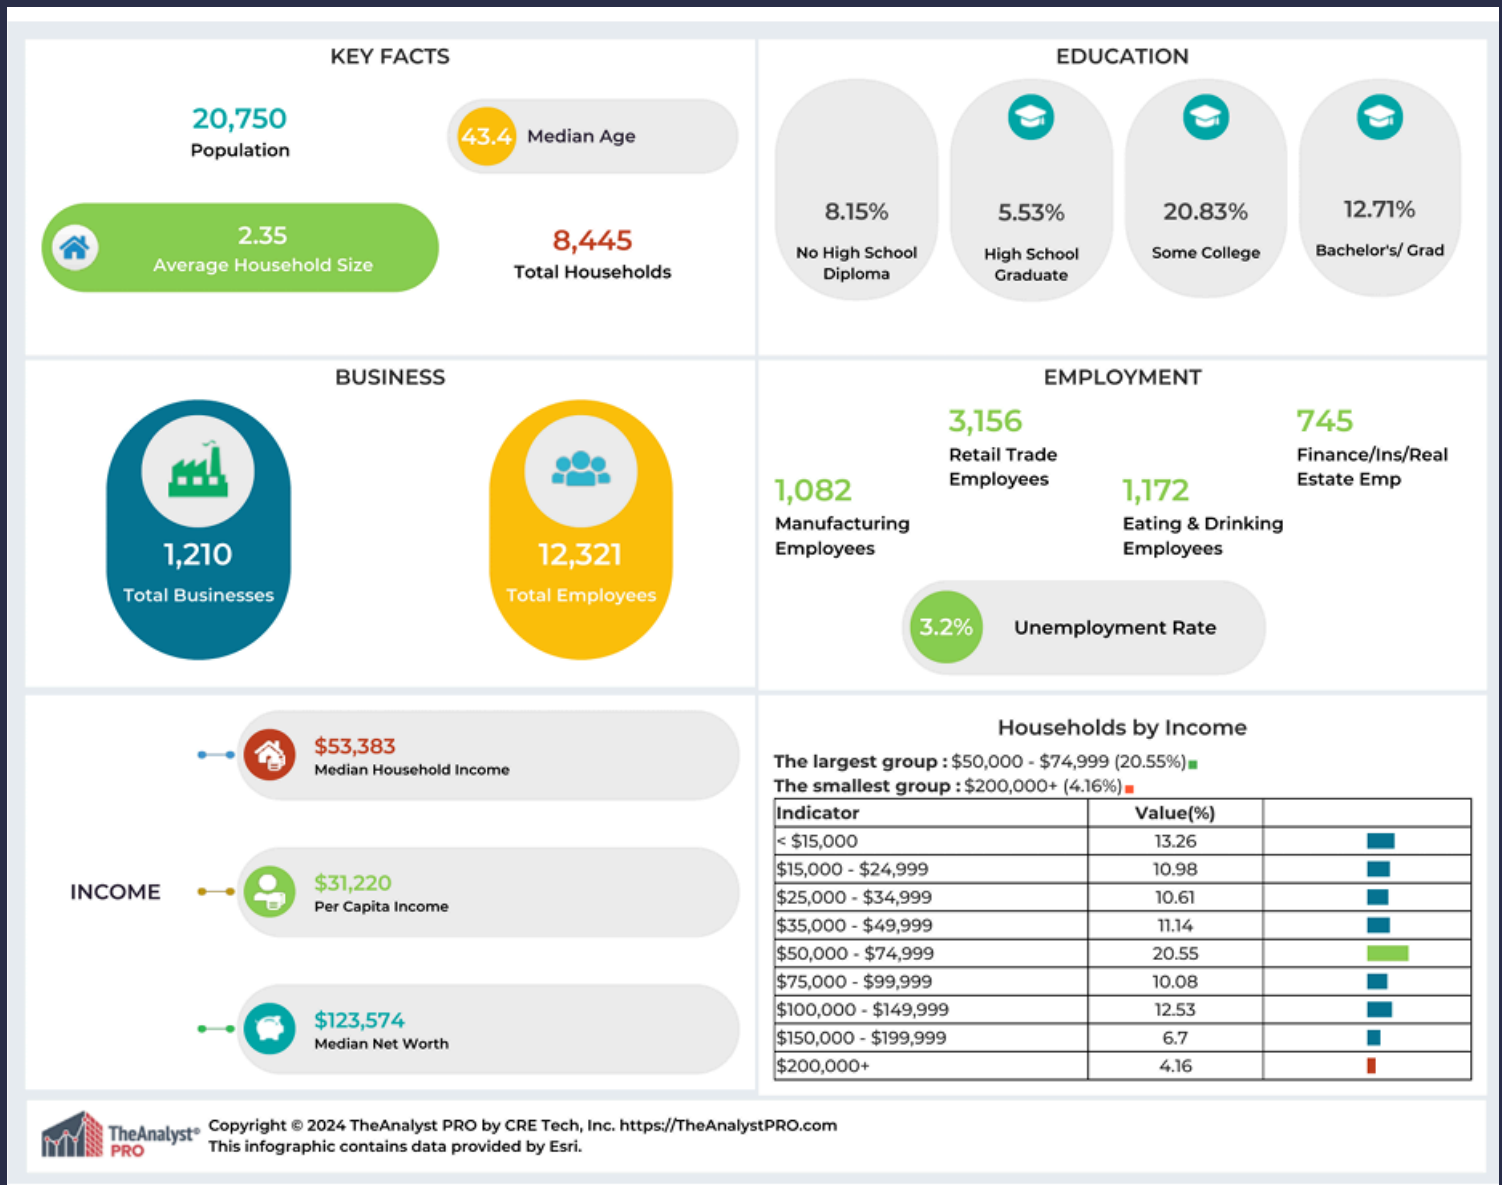 KEY FACTS
20,750
Population
43.4 Median Age
2.35
Average Household Size
8,445
Total Households
EDUCATION
8.15%
No High School
Diploma
5.53%
High School
Graduate
20.83%
Some College
12.71%
Bachelor's/ Grad
BUSINESS
1,210
Total Businesses
12,321
Total Employees
EMPLOYMENT
1,082
Manufacturing
Employees
3,156
Retail Trade
Employees
1,172
Eating & Drinking
Employees
745
Finance/Ins/Real
Estate Emp
3.2% Unemployment Rate
INCOME
$53,383
Median Household Income
$31,220
Per Capita Income
$123,574
Median Net Worth
Households by Income
The largest group : $50,000 - $74,999 (20.55%)
The smallest group : $200,000+ (4.16%)
Indicator Value(%)
< $15,000 13.26
$15,000 - $24,999 10.98
$25,000 - $34,999 10.61
$35,000 - $49,999 11.14
$50,000 - $74,999 20.55
$75,000 - $99,999 10.08
$100,000 - $149,999 12.53
$150,000 - $199,999 6.7
$200,000+ 4.16
TheAnalyst®
PRO
Copyright © 2024 TheAnalyst PRO by CRE Tech, Inc. https://TheAnalystPRO.com
This infographic contains data provided by Esri.